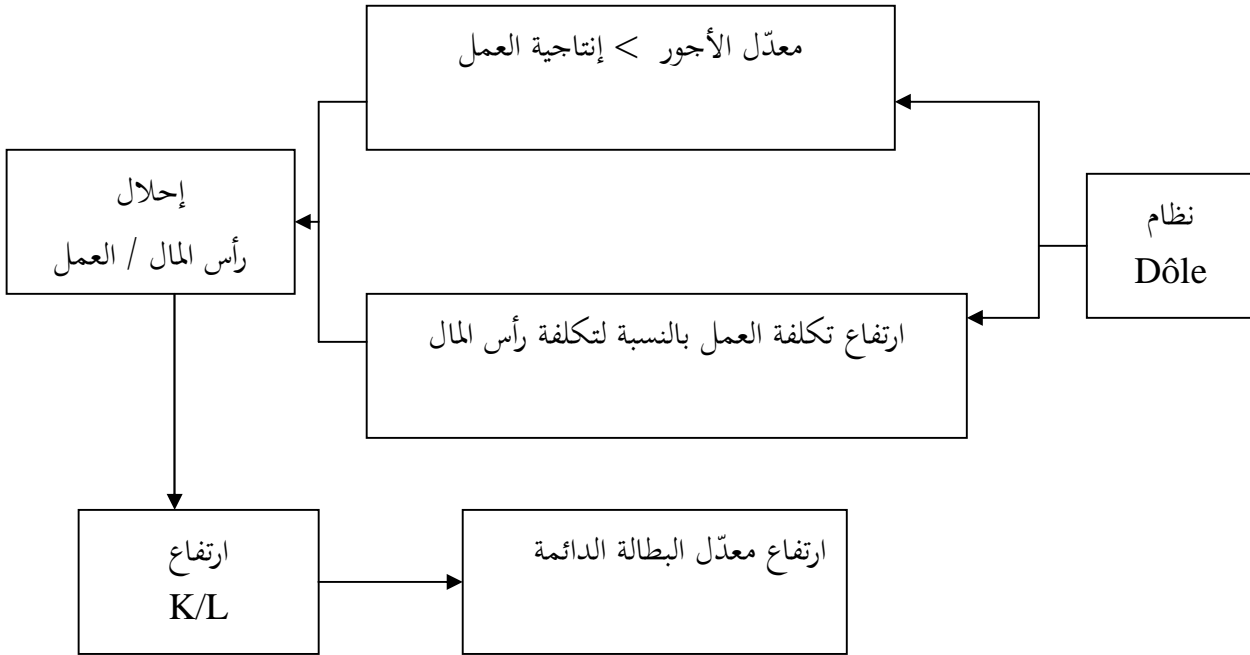 معدّل الأجور > إنتاجية العمل
نظام
Dôle
إحلال
رأس المال / العمل
ارتفاع تكلفة العمل بالنسبة لتكلفة رأس المال
ارتفاع
K/L
ارتفاع معدّل البطالة الدائمة